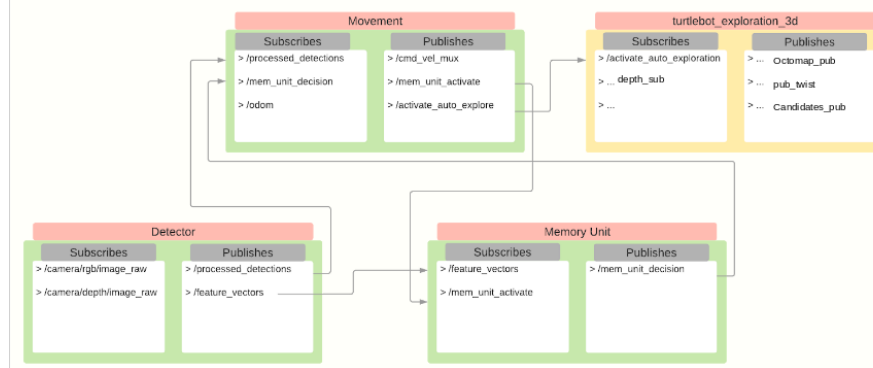 Movement
Subscribes
> /processed_detections
> /mem_unit_decision
> /odom
Publishes
> /cmd_vel_mux
> /mem_unit_activate
> /activate_auto_explore
turtlebot_exploration_3d
Subscribes
> /activate_auto_exploration
> ... depth_sub
> ...
Publishes
> ... Octomap_pub
> ... pub_twist
> ... Candidates_pub
Detector
Subscribes
> /camera/rgb/image_raw
> /camera/depth/image_raw
Publishes
> /processed_detections
> /feature_vectors
Memory Unit
Subscribes
> /feature_vectors
> /mem_unit_activate
Publishes
> /mem_unit_decision